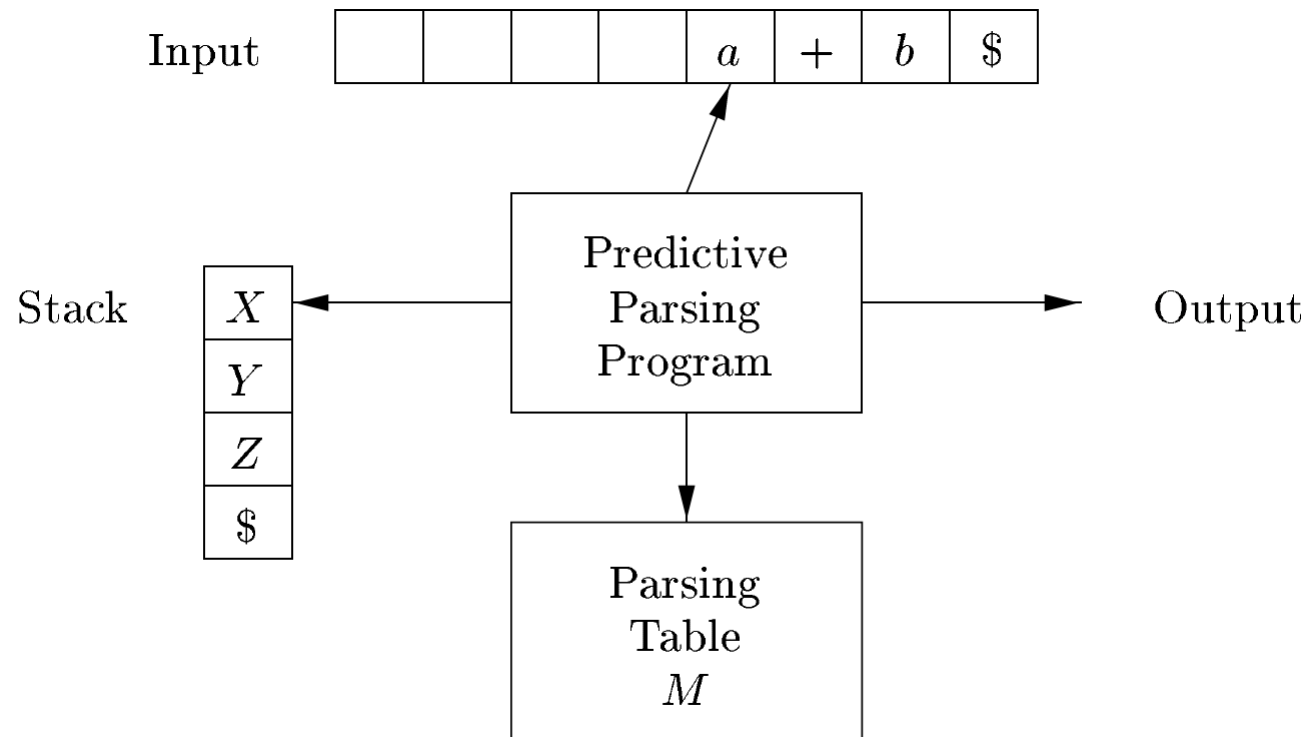 Input a + b $
Predictive
Parsing
Program
Stack X
Y
Z
$
Output
Parsing
Table
M